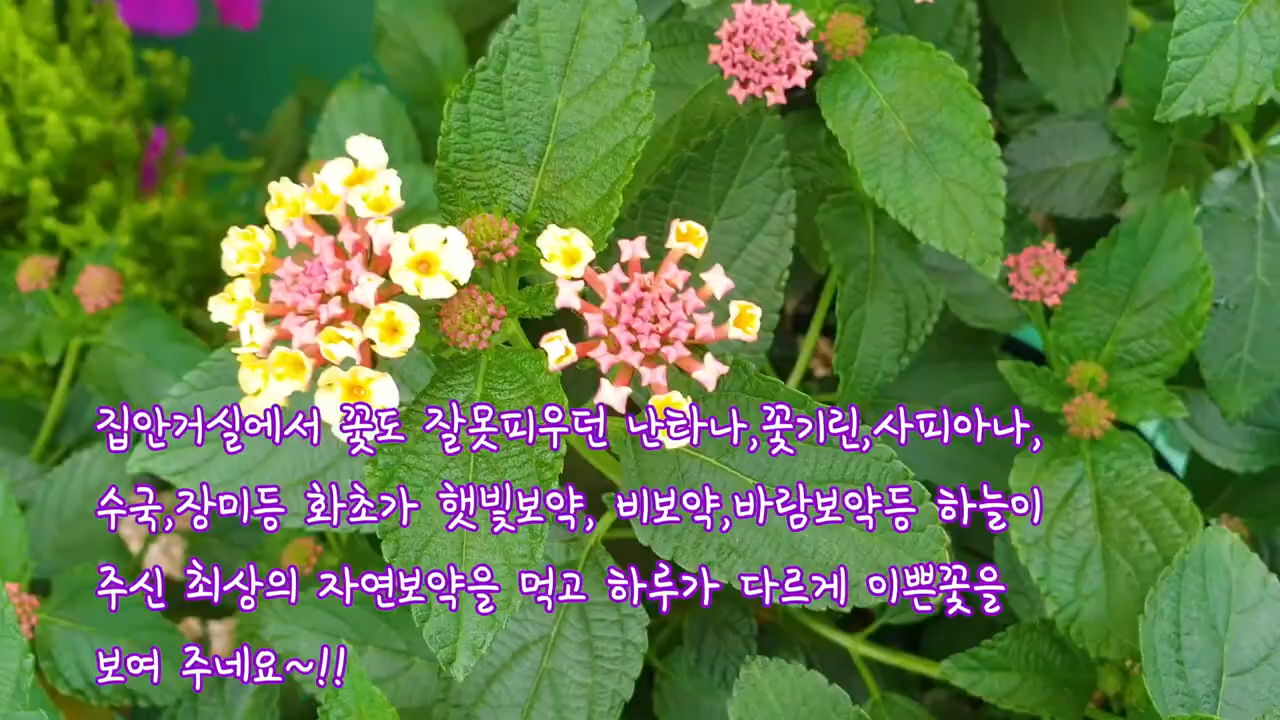 집안거실에서 꽃도 잘못피우던 난타나,꽃기린,사피아나,
수국,장미등 화초가 햇빛보약, 비보약,바람보약등 하늘이
주신 최상의 자연보약을 먹고 하루가 다르게 이쁜꽃을
보여 주네요~!!